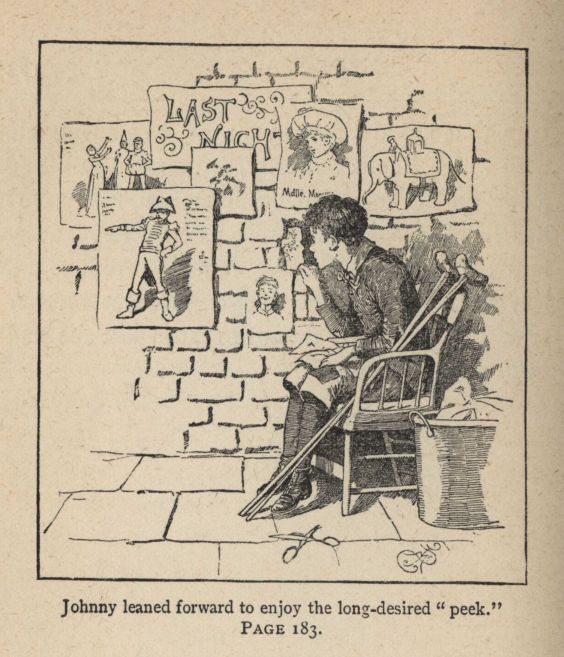 LAST
NIGHT
Mdlle.
Johnny leaned forward to enjoy the long-desired “ peek.”
PAGE 183.